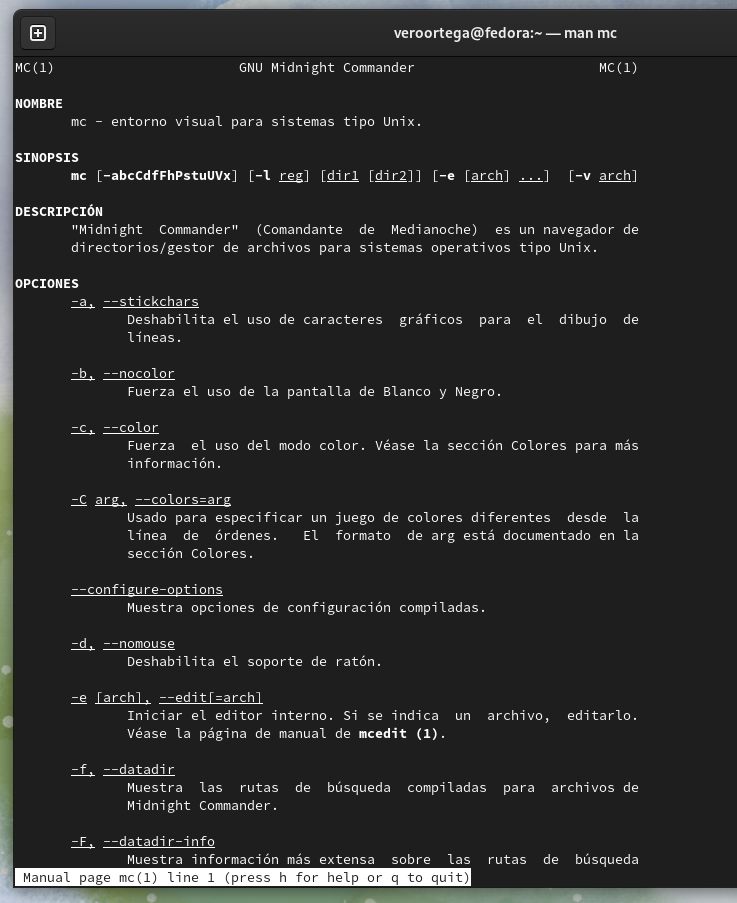 veroortega@fedora:~ — man mc
MC(1) GNU Midnight Commander MC(1)
NOMBRE
mc - entorno visual para sistemas tipo Unix.
SINOPSIS
mc [-abcCdfFhPstuUVx] [-l reg] [dir1 [dir2]] [-e [arch] ...] [-v arch]
DESCRIPCIÓN
"Midnight Commander" (Comandante de Medianoche) es un navegador de
directorios/gestor de archivos para sistemas operativos tipo Unix.
OPCIONES
-a, --stickchars
Deshabilita el uso de caracteres gráficos para el dibujo de
líneas.
-b, --nocolor
Fuerza el uso de la pantalla de Blanco y Negro.
-c, --color
Fuerza el uso del modo color. Véase la sección Colores para más
información.
-C arg, --colors=arg
Usado para especificar un juego de colores diferentes desde la
línea de órdenes. El formato de arg está documentado en la
sección Colores.
--configure-options
Muestra opciones de configuración compiladas.
-d, --nomouse
Deshabilita el soporte de ratón.
-e [arch], --edit[=arch]
Iniciar el editor interno. Si se indica un archivo, editarlo.
Véase la página de manual de mcedit (1).
-f, --datadir
Muestra las rutas de búsqueda compiladas para archivos de
Midnight Commander.
-F, --datadir-info
Muestra información más extensa sobre las rutas de búsqueda
Manual page mc(1) line 1 (press h for help or q to quit)